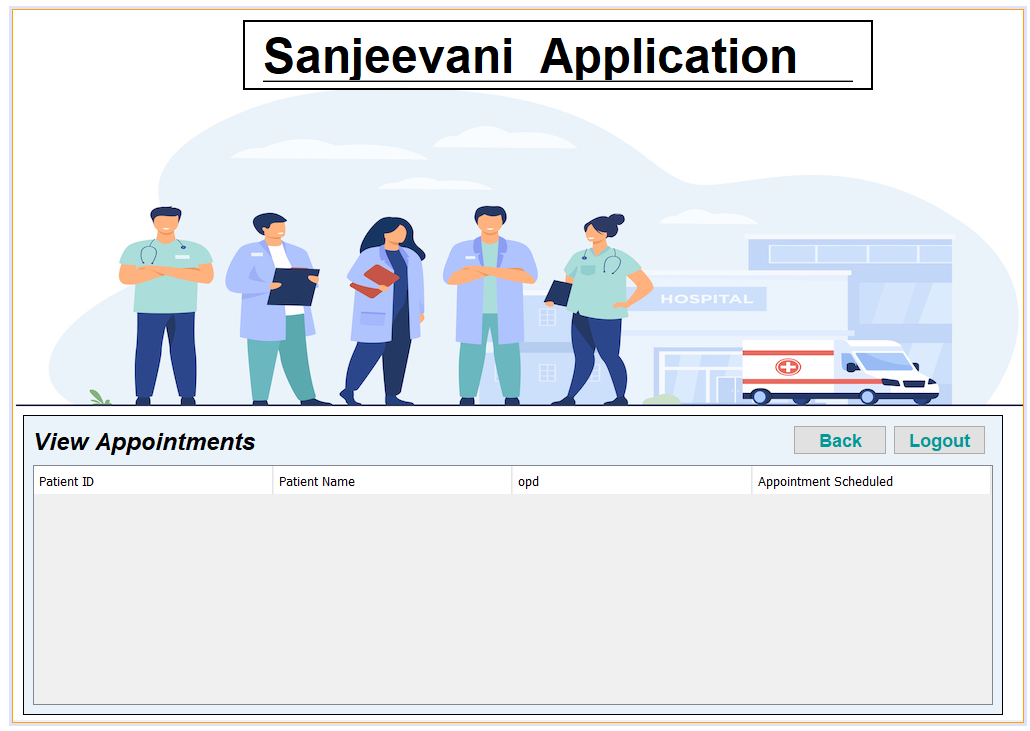 Sanjeevani Application
HOSPITAL
View Appointments
Back
Logout
Patient ID
Patient Name
opd
Appointment Scheduled